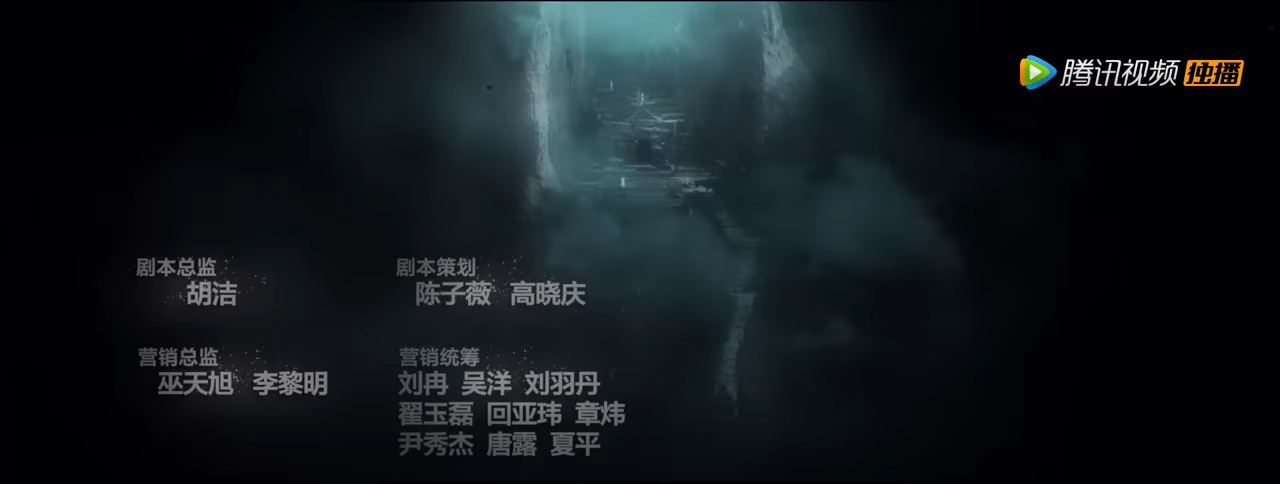 腾讯视频 独播
剧本总监
胡洁
剧本策划
陈子薇 高晓庆
营销总监
巫天旭 李黎明
营销统筹
刘冉 吴洋 刘羽丹
翟玉磊 回亚玮 章炜
尹秀杰 唐露 夏平